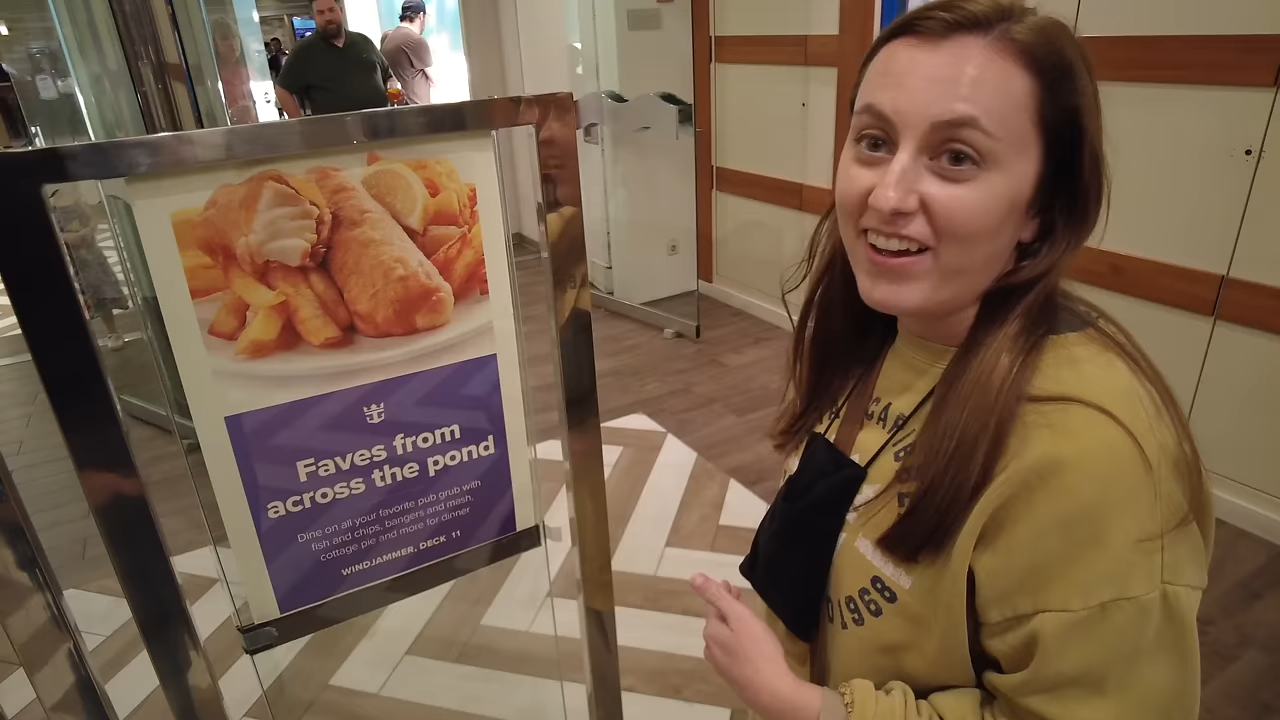 Faves from
across the pond
Dine on all your favorite pub grub with
fish and chips, bangers and mash,
cottage pie and more for dinner
WINDJAMMER, DECK 11
1968